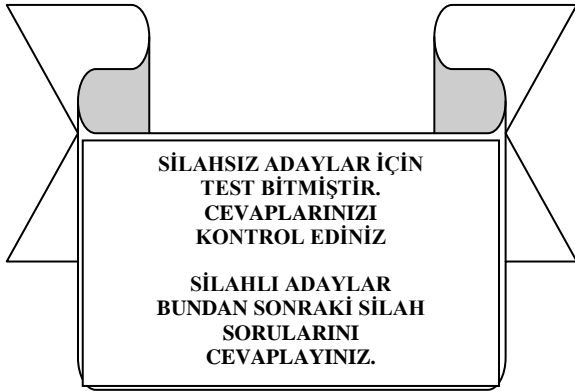 SİLAHSIZ ADAYLAR İÇİN
TEST BİTMİŞTİR.
CEVAPLARINIZI
KONTROL EDİNİZ
SİLAHLI ADAYLAR
BUNDAN SONRAKİ SİLAH
SORULARINI
CEVAPLAYINIZ.